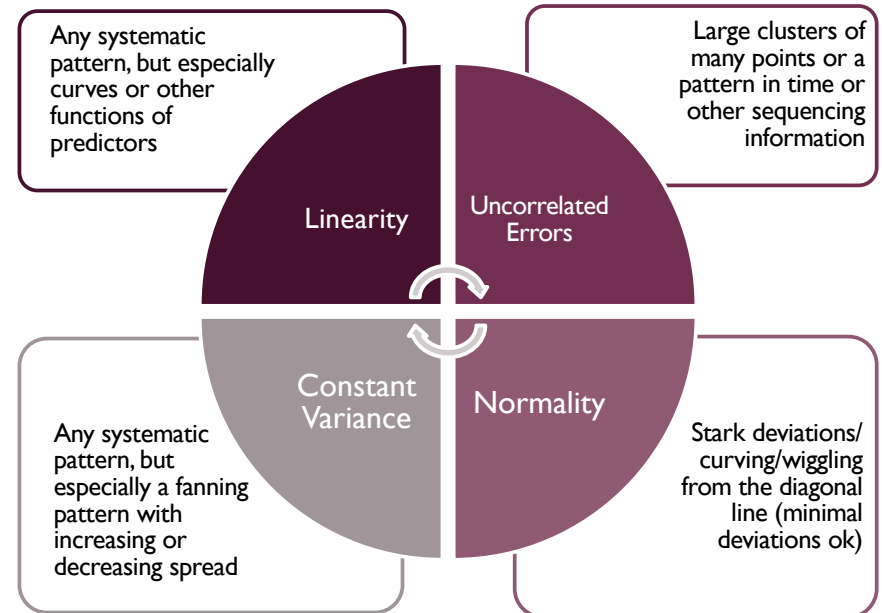 Any systematic
pattern, but especially
curves or other
functions of
predictors
Large clusters of
many points or a
pattern in time or
other sequencing
information
Linearity
Uncorrelated
Errors
Constant
Variance
Normality
Any systematic
pattern, but
especially a fanning
pattern with
increasing or
decreasing spread
Stark deviations/
curving/wiggling
from the diagonal
line (minimal
deviations ok)